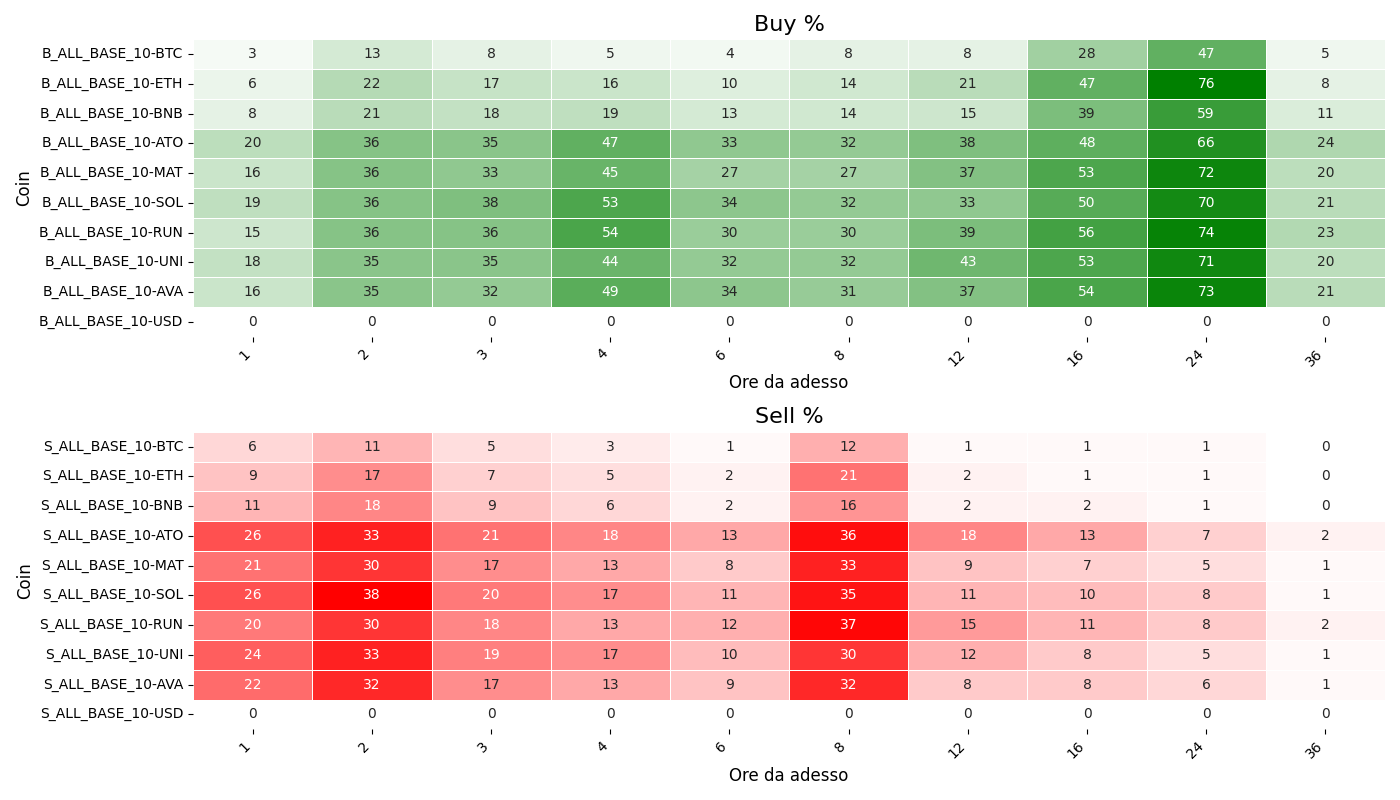 Buy %
Coin
B_ALL_BASE_10-BTC 3 13 8 5 4 8 8 28 47 5
B_ALL_BASE_10-ETH 6 22 17 16 10 14 21 47 76 8
B_ALL_BASE_10-BNB 8 21 18 19 13 14 15 39 59 11
B_ALL_BASE_10-ATO 20 36 35 47 33 32 38 48 66 24
B_ALL_BASE_10-MAT 16 36 33 45 27 27 37 53 72 20
B_ALL_BASE_10-SOL 19 36 38 53 34 32 33 50 70 21
B_ALL_BASE_10-RUN 15 36 36 54 30 30 39 56 74 23
B_ALL_BASE_10-UNI 18 35 35 44 32 32 43 53 71 20
B_ALL_BASE_10-AVA 16 35 32 49 34 31 37 54 73 21
B_ALL_BASE_10-USD 0 0 0 0 0 0 0 0 0 0
1 2 3 4 6 8 12 16 24 36
Ore da adesso
Sell %
Coin
S_ALL_BASE_10-BTC 6 11 5 3 1 12 1 1 1 0
S_ALL_BASE_10-ETH 9 17 7 5 2 21 2 1 1 0
S_ALL_BASE_10-BNB 11 18 9 6 2 16 2 2 1 0
S_ALL_BASE_10-ATO 26 33 21 18 13 36 18 13 7 2
S_ALL_BASE_10-MAT 21 30 17 13 8 33 9 7 5 1
S_ALL_BASE_10-SOL 26 38 20 17 11 35 11 10 8 1
S_ALL_BASE_10-RUN 20 30 18 13 12 37 15 11 8 2
S_ALL_BASE_10-UNI 24 33 19 17 10 30 12 8 5 1
S_ALL_BASE_10-AVA 22 32 17 13 9 32 8 8 6 1
S_ALL_BASE_10-USD 0 0 0 0 0 0 0 0 0 0
1 2 3 4 6 8 12 16 24 36
Ore da adesso